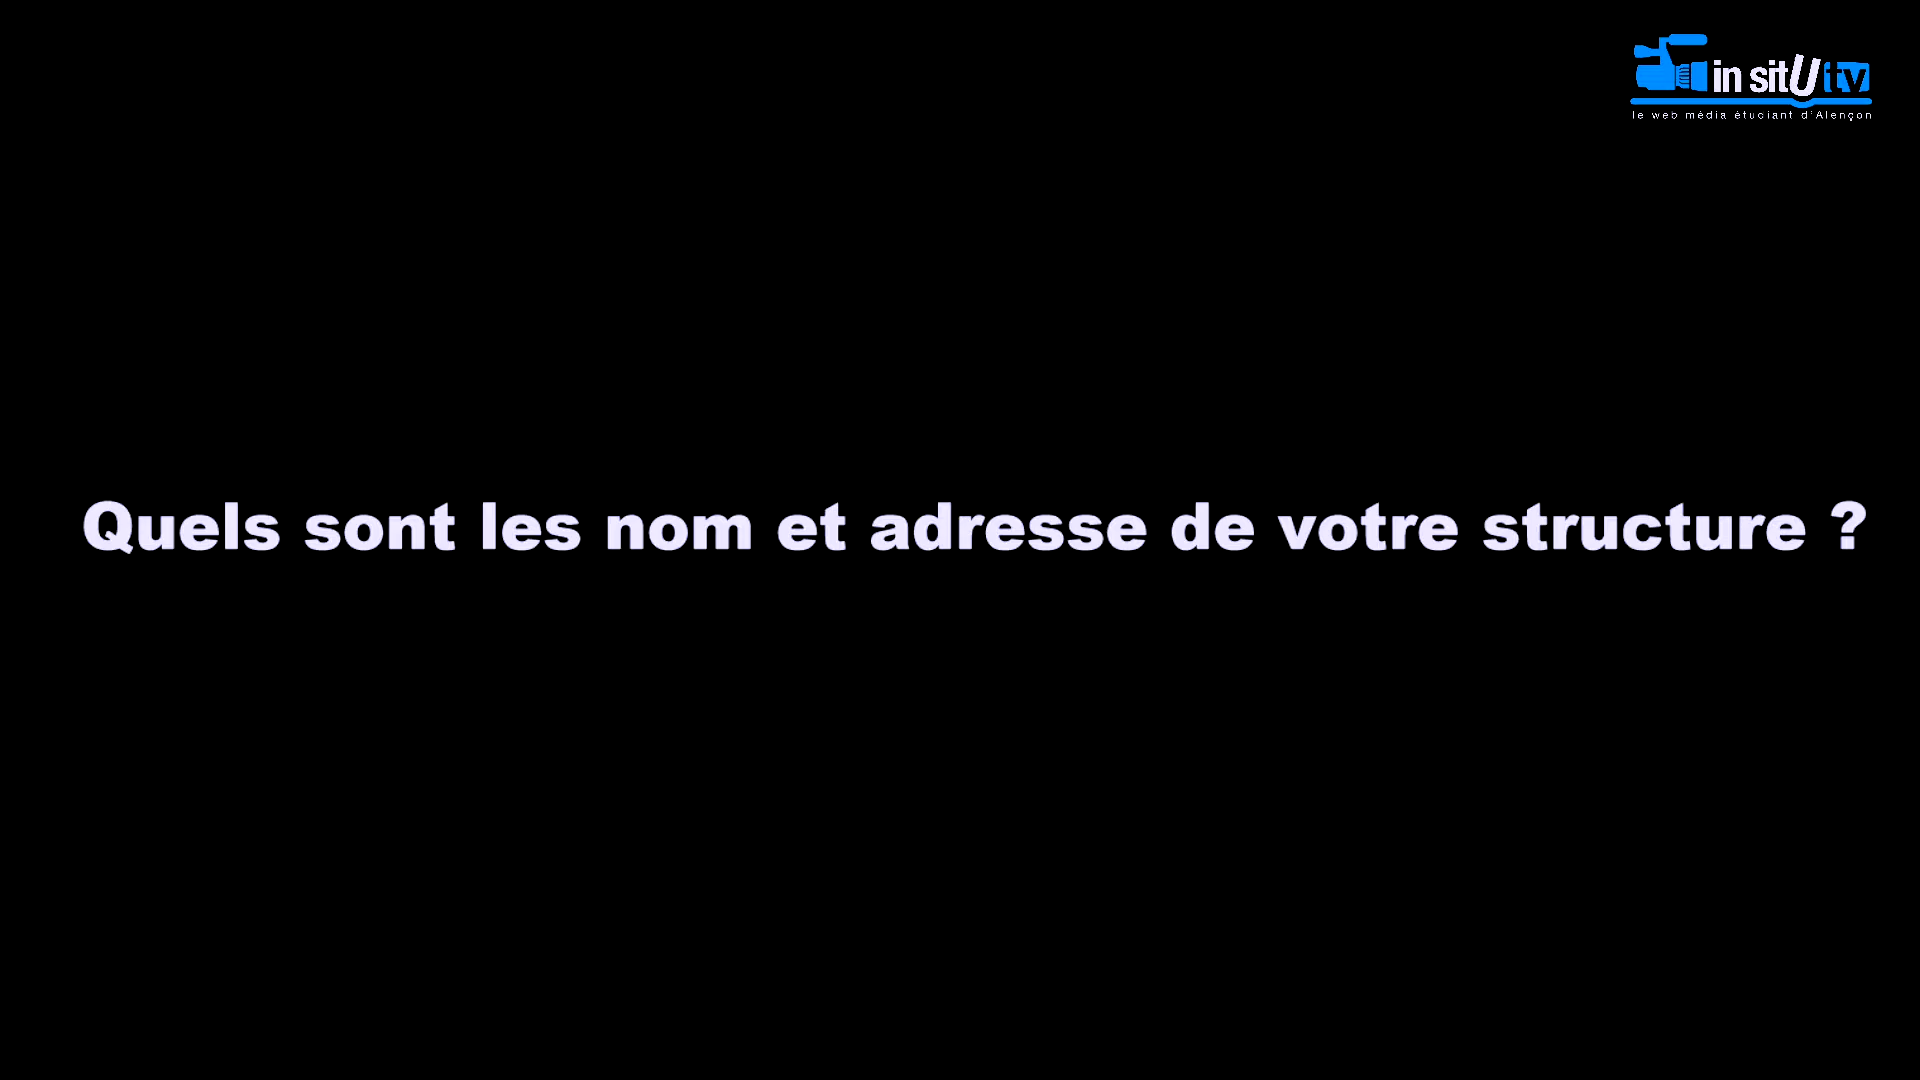 in sitU tv
le web média étudiant d'Alençon
Quels sont les nom et adresse de votre structure ?